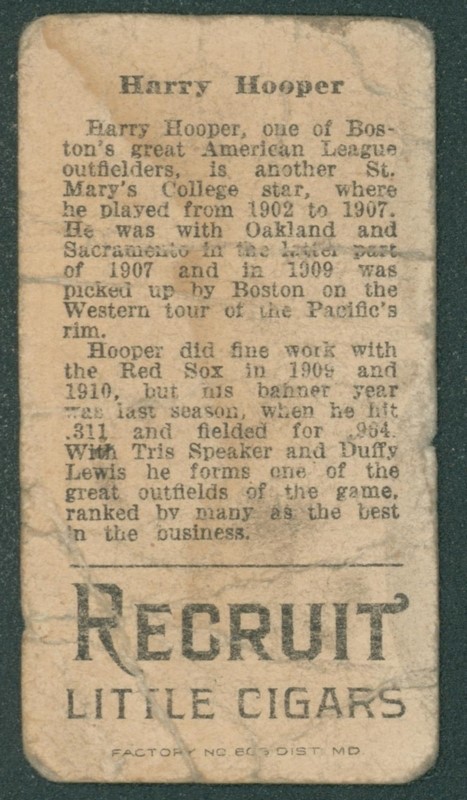 Harry Hooper
Harry Hooper, one of Bos-
ton's great American League
outfielders, is another St.
Mary's College star, where
he played from 1902 to 1907.
He was with Oakland and
Sacramento in the latter part
of 1907 and in 1909 was
picked up by Boston on the
Western tour of the Pacific's
rim.
Hooper did fine work with
the Red Sox in 1909 and
1910, but his banner year
was last season, when he hit
.311 and fielded for .964.
With Tris Speaker and Duffy
Lewis he forms one of the
great outfields of the game,
ranked by many as the best
in the business.
RECRUIT
LITTLE CIGARS
FACTORY NO. DIST. MD.